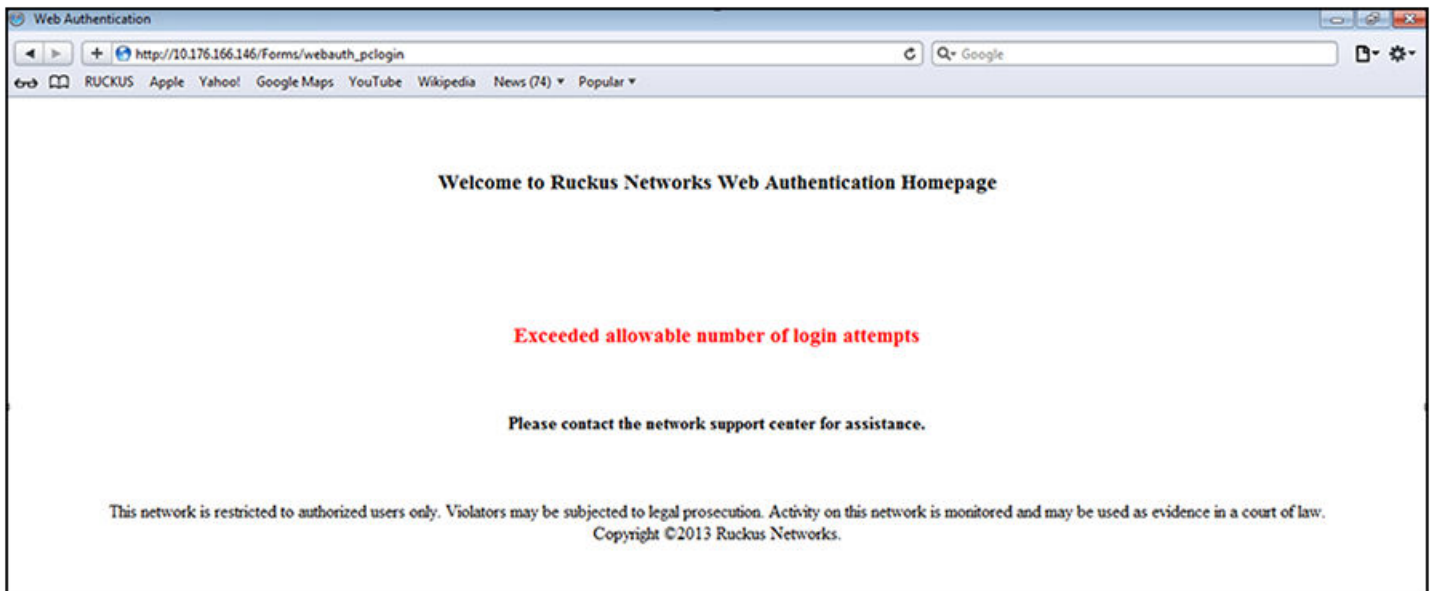 Web Authentication
http://10.176.166.146/Forms/webauth_pclogin
Google
RUCKUS Apple Yahoo! Google Maps YouTube Wikipedia News (74) Popular
Welcome to Ruckus Networks Web Authentication Homepage
Exceeded allowable number of login attempts
Please contact the network support center for assistance.
This network is restricted to authorized users only. Violators may be subjected to legal prosecution. Activity on this network is monitored and may be used as evidence in a court of law.
Copyright ©2013 Ruckus Networks.